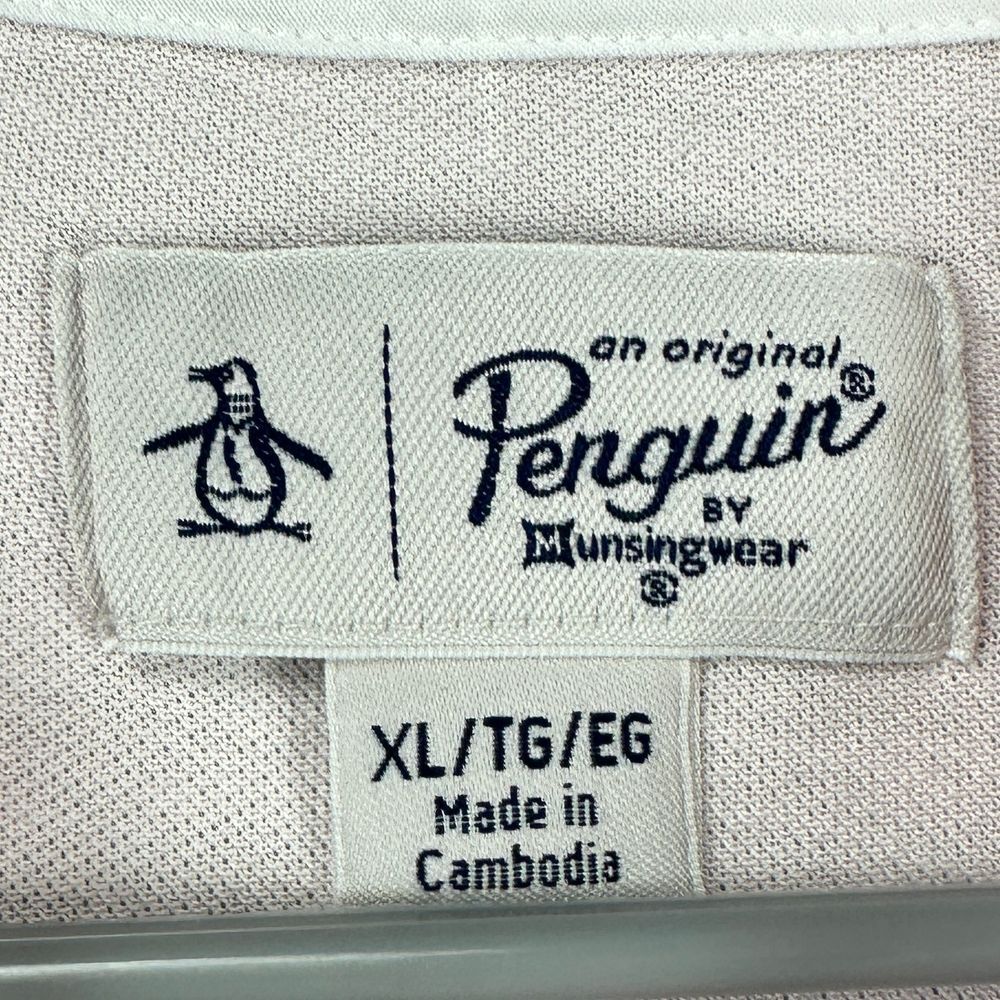 an original
Penguin®
BY
Munsingwear
®
XL/TG/EG
Made in
Cambodia